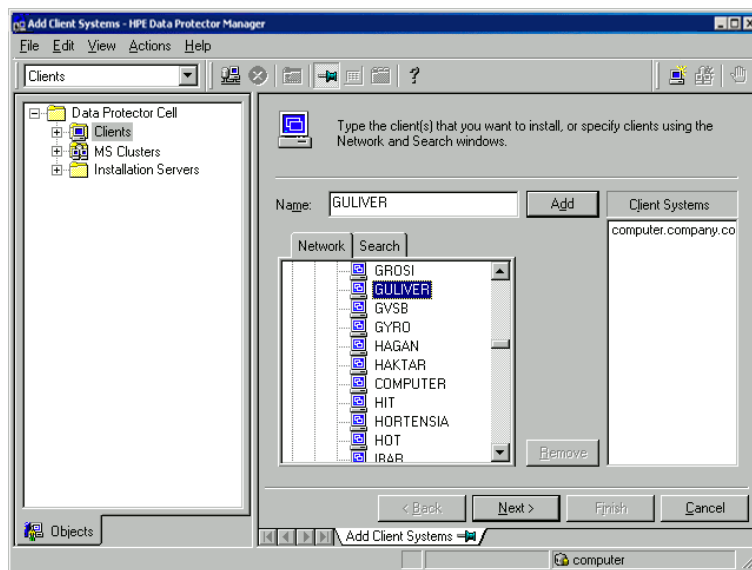 Add Client Systems - HPE Data Protector Manager
File Edit View Actions Help
Clients
?
Data Protector Cell
Clients
MS Clusters
Installation Servers
Type the client(s) that you want to install, or specify clients using the
Network and Search windows.
Name: GULIVER
Add
Client Systems
computer.company.co
Network Search
GROSI
GULIVER
GVSB
GYRO
HAGAN
HAKTAR
COMPUTER
HIT
HORTENSIA
HOT
IBAR
Remove
< Back
Next >
Finish
Cancel
Objects
Add Client Systems
computer